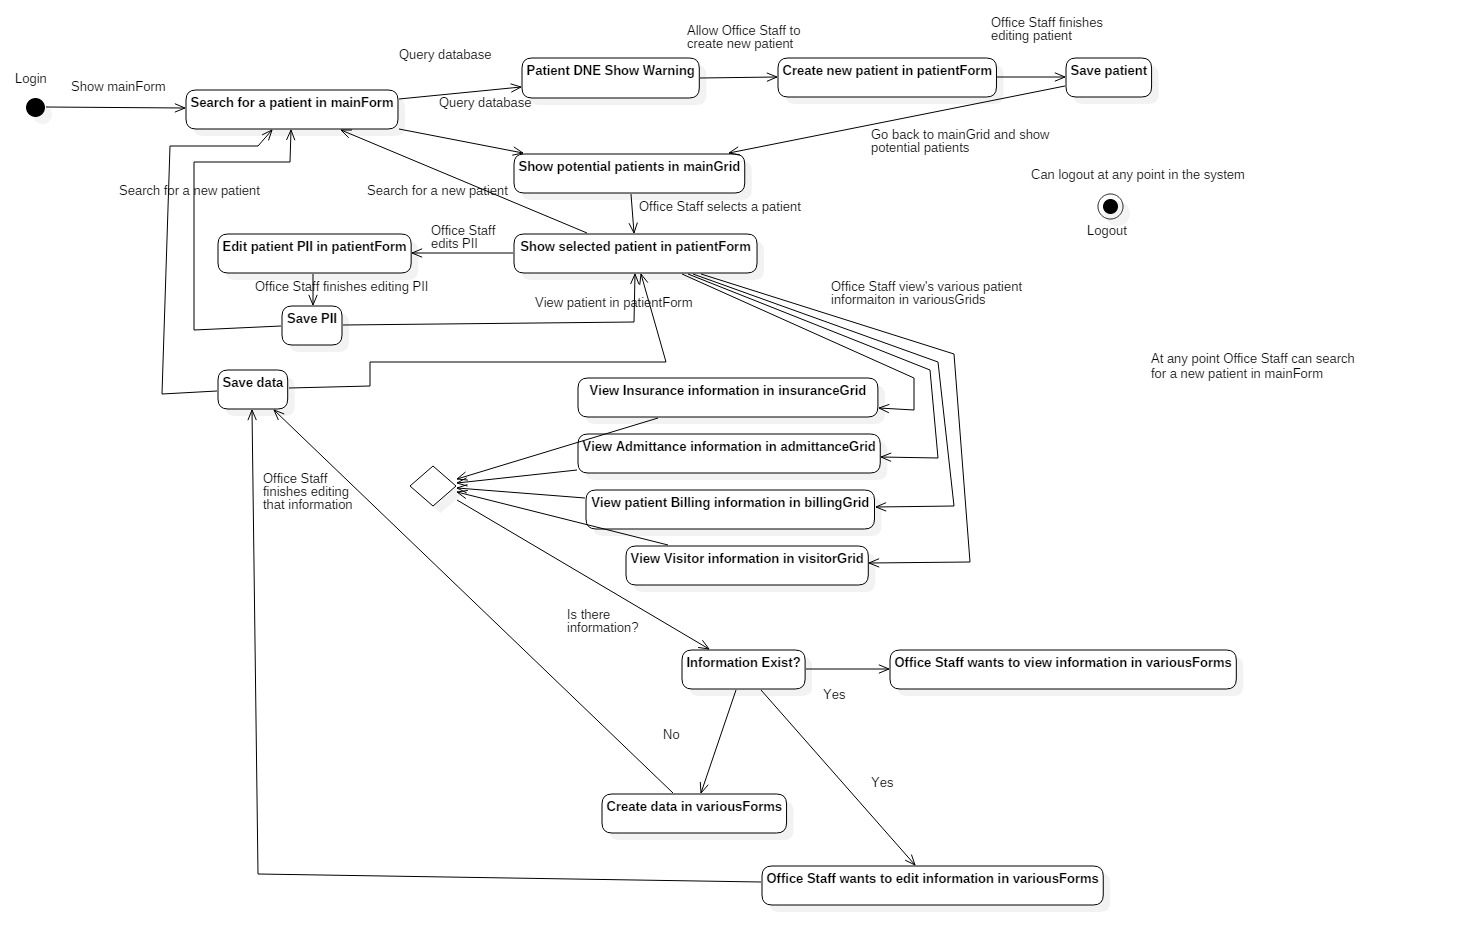 Office Staff finishes
editing patient
Allow Office Staff to
create new patient
Query database
Login
Show mainForm
Patient DNE Show Warning
Create new patient in patientForm
Save patient
Search for a patient in mainForm
Query database
Go back to mainGrid and show
potential patients
Show potential patients in mainGrid
Can logout at any point in the system
Search for a new patient
Search for a new patient
Office Staff selects a patient
Logout
Office Staff
edits PII
Edit patient PII in patientForm
Show selected patient in patientForm
Office Staff finishes editing PII
Office Staff view's various patient
informaiton in variousGrids
View patient in patientForm
Save PII
At any point Office Staff can search
for a new patient in mainForm
Save data
View Insurance information in insuranceGrid
View Admittance information in admittanceGrid
Office Staff
finishes editing
that information
View patient Billing information in billingGrid
View Visitor information in visitorGrid
Is there
information?
Information Exist?
Office Staff wants to view information in variousForms
Yes
No
Yes
Create data in variousForms
Office Staff wants to edit information in variousForms